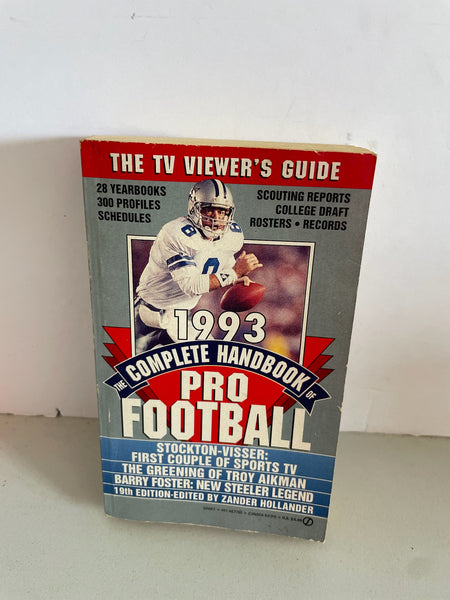 THE TV VIEWER'S GUIDE
28 YEARBOOKS
300 PROFILES
SCHEDULES
SCOUTING REPORTS
COLLEGE DRAFT
ROSTERS • RECORDS
8
8
1993
THE COMPLETE HANDBOOK OF
PRO
FOOTBALL
STOCKTON-VISSER:
FIRST COUPLE OF SPORTS TV
THE GREENING OF TROY AIKMAN
BARRY FOSTER: NEW STEELER LEGEND
19th EDITION-EDITED BY ZANDER HOLLANDER